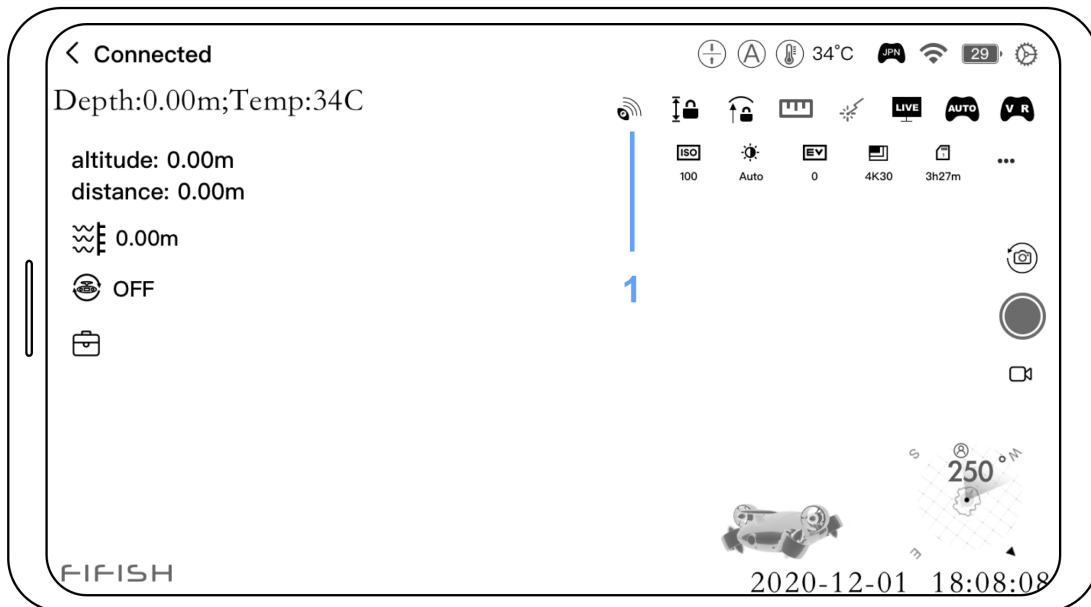 Connected
34°C JPN 29
Depth:0.00m;Temp:34C
LIVE AUTO V R
altitude: 0.00m
distance: 0.00m
ISO EV
100 Auto 0 4K30 3h27m
0.00m
OFF
1
S W
250°
E
FIFISH
2020-12-01 18:08:08